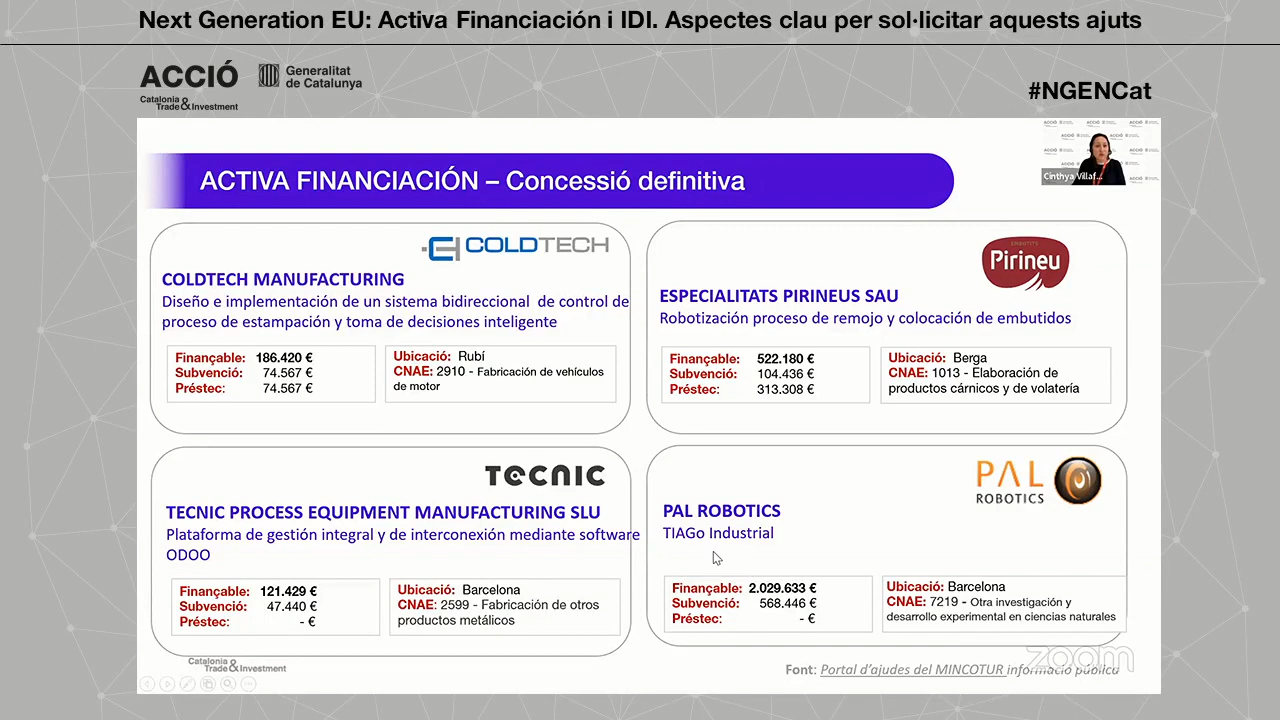 Next Generation EU: Activa Financiación i IDI. Aspectes clau per sol·licitar aquests ajuts
ACCIÓ
Catalonia
Trade & Investment
Generalitat
de Catalunya
#NGENCat
Cinthya Villaf...
ACTIVA FINANCIACIÓN – Concessió definitiva
COLDTECH
COLDTECH MANUFACTURING
Diseño e implementación de un sistema bidireccional de control de
proceso de estampación y toma de decisiones inteligente
Finançable: 186.420 €
Subvenció: 74.567 €
Préstec: 74.567 €
Ubicació: Rubí
CNAE: 2910 - Fabricación de vehículos
de motor
EMBOTITS
Pirineu
ESPECIALITATS PIRINEUS SAU
Robotización proceso de remojo y colocación de embutidos
Finançable: 522.180 €
Subvenció: 104.436 €
Préstec: 313.308 €
Ubicació: Berga
CNAE: 1013 - Elaboración de
productos cárnicos y de volatería
TECNIC
TECNIC PROCESS EQUIPMENT MANUFACTURING SLU
Plataforma de gestión integral y de interconexión mediante software
ODOO
Finançable: 121.429 €
Subvenció: 47.440 €
Préstec: - €
Ubicació: Barcelona
CNAE: 2599 - Fabricación de otros
productos metálicos
PAL
ROBOTICS
PAL ROBOTICS
TIAGo Industrial
Finançable: 2.029.633 €
Subvenció: 568.446 €
Préstec: - €
Ubicació: Barcelona
CNAE: 7219 - Otra investigación y
desarrollo experimental en ciencias naturales
Catalonia
Trade & Investment
zoom
Font: Portal d'ajudes del MINCOTUR informació pública